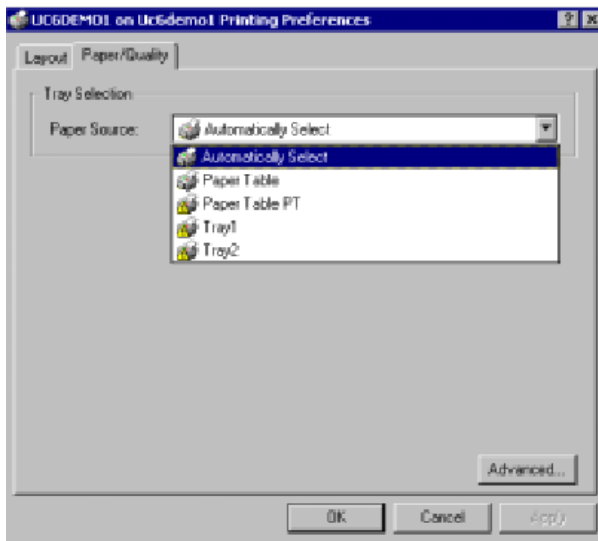 UC6DEMO1 on Uc6demo1 Printing Preferences
Layout Paper/Quality
Tray Selection
Paper Source: Automatically Select
Automatically Select
Paper Table
Paper Table PT
Tray1
Tray2
Advanced...
OK Cancel Apply